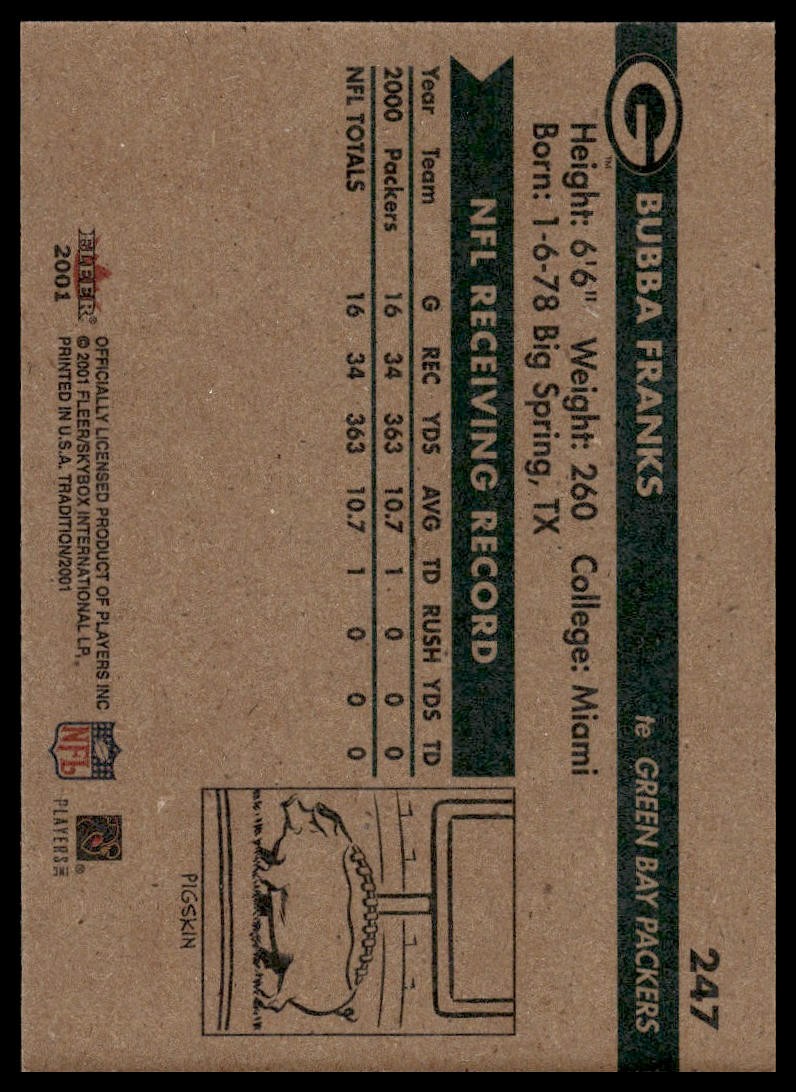 247
G™
BUBBA FRANKS te GREEN BAY PACKERS
Height: 6'6" Weight: 260 College: Miami
Born: 1-6-78 Big Spring, TX
NFL RECEIVING RECORD
Year Team G REC YDS AVG TD RUSH YDS TD
2000 Packers 16 34 363 10.7 1 0 0 0
NFL TOTALS 16 34 363 10.7 1 0 0 0
PIGSKIN
FLEER®
2001
OFFICIALLY LICENSED PRODUCT OF PLAYERS INC
© 2001 FLEER/SKYBOX INTERNATIONAL LP.
PRINTED IN U.S.A. TRADITION/2001
NFL
PLAYERS INC ®